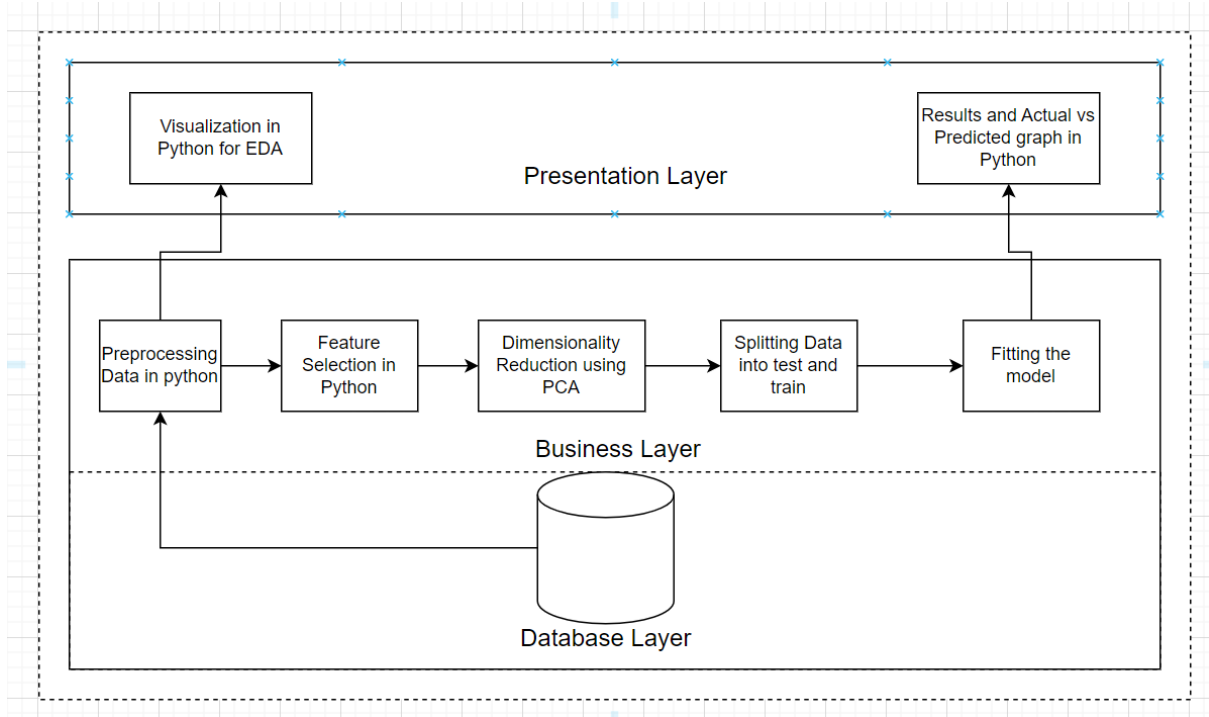 Visualization in
Python for EDA
Results and Actual vs
Predicted graph in
Python
Presentation Layer
Preprocessing
Data in python
Feature
Selection in
Python
Dimensionality
Reduction using
PCA
Splitting Data
into test and
train
Fitting the
model
Business Layer
Database Layer